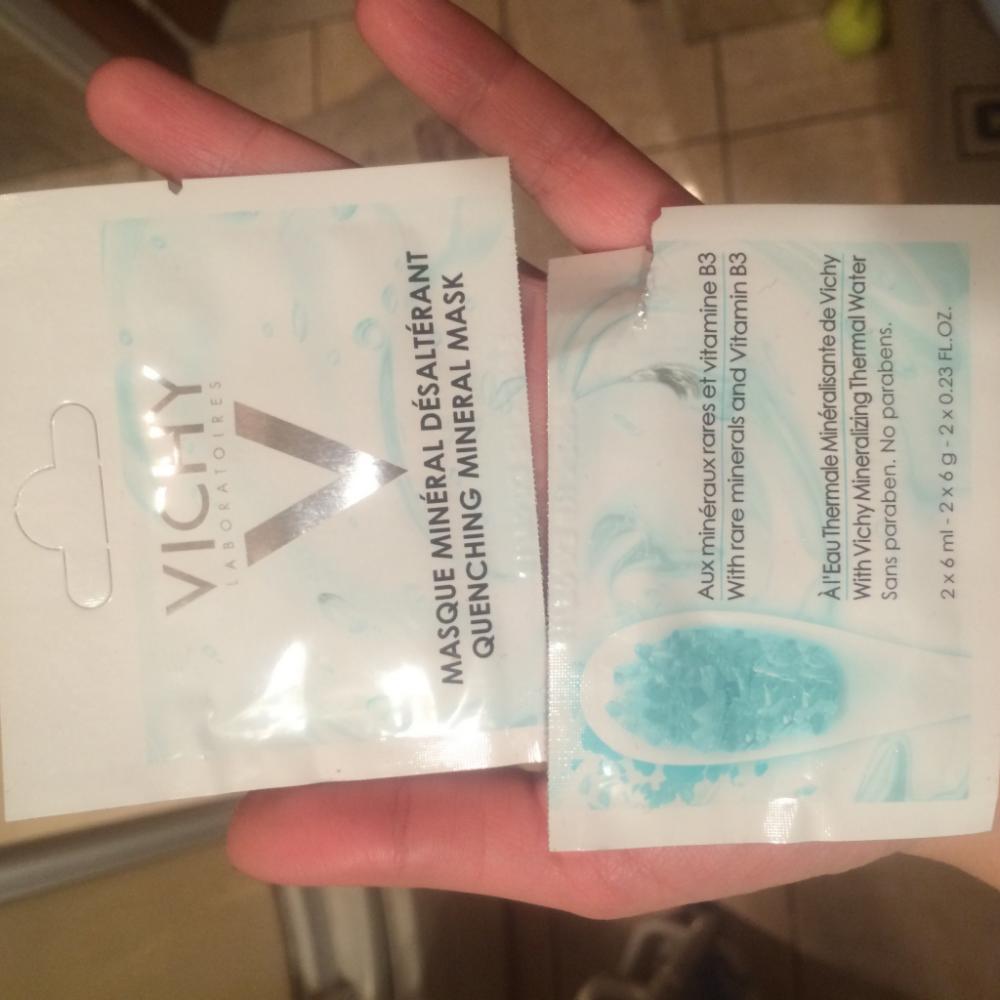 VICHY
LABORATOIRES
MASQUE MINÉRAL DÉSALTÉRANT
QUENCHING MINERAL MASK
Aux minéraux rares et vitamine B3
With rare minerals and Vitamin B3
À l'Eau Thermale Minéralisante de Vichy
With Vichy Mineralizing Thermal Water
Sans paraben. No parabens.
2 x 6 ml - 2 x 6 g - 2 x 0.23 FL.OZ.